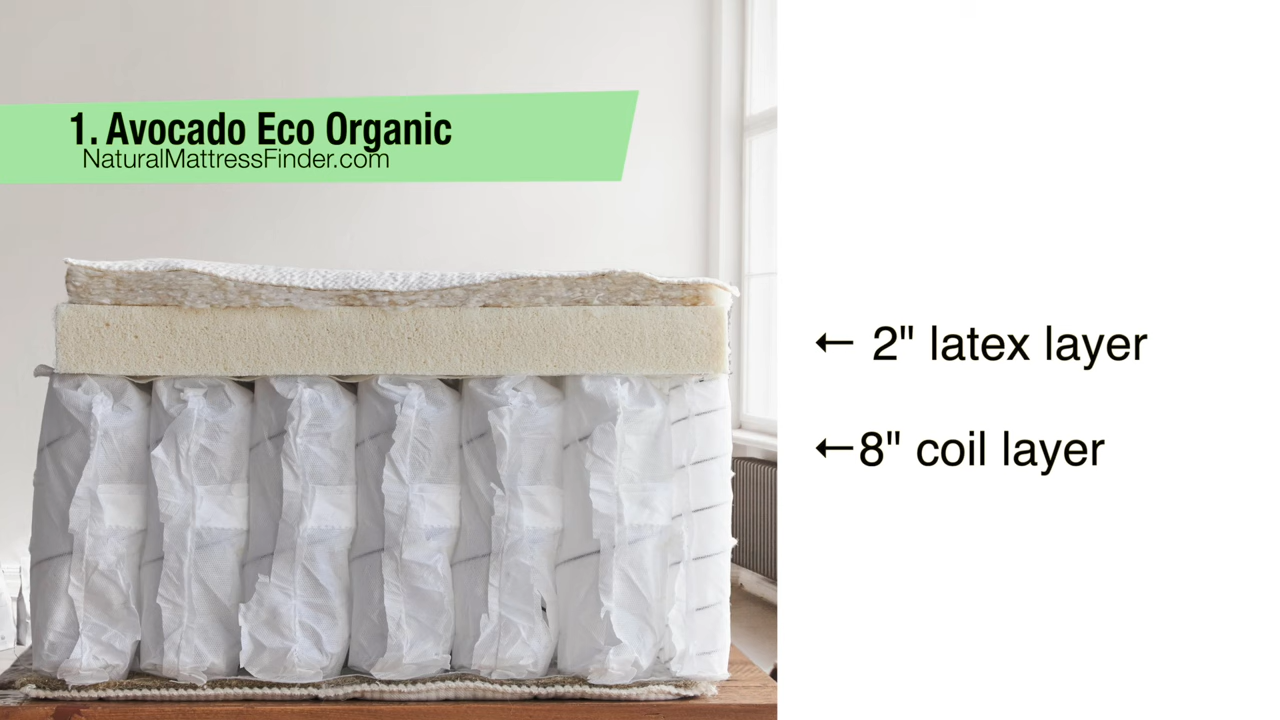 1. Avocado Eco Organic
NaturalMattressFinder.com
← 2" latex layer
←8" coil layer